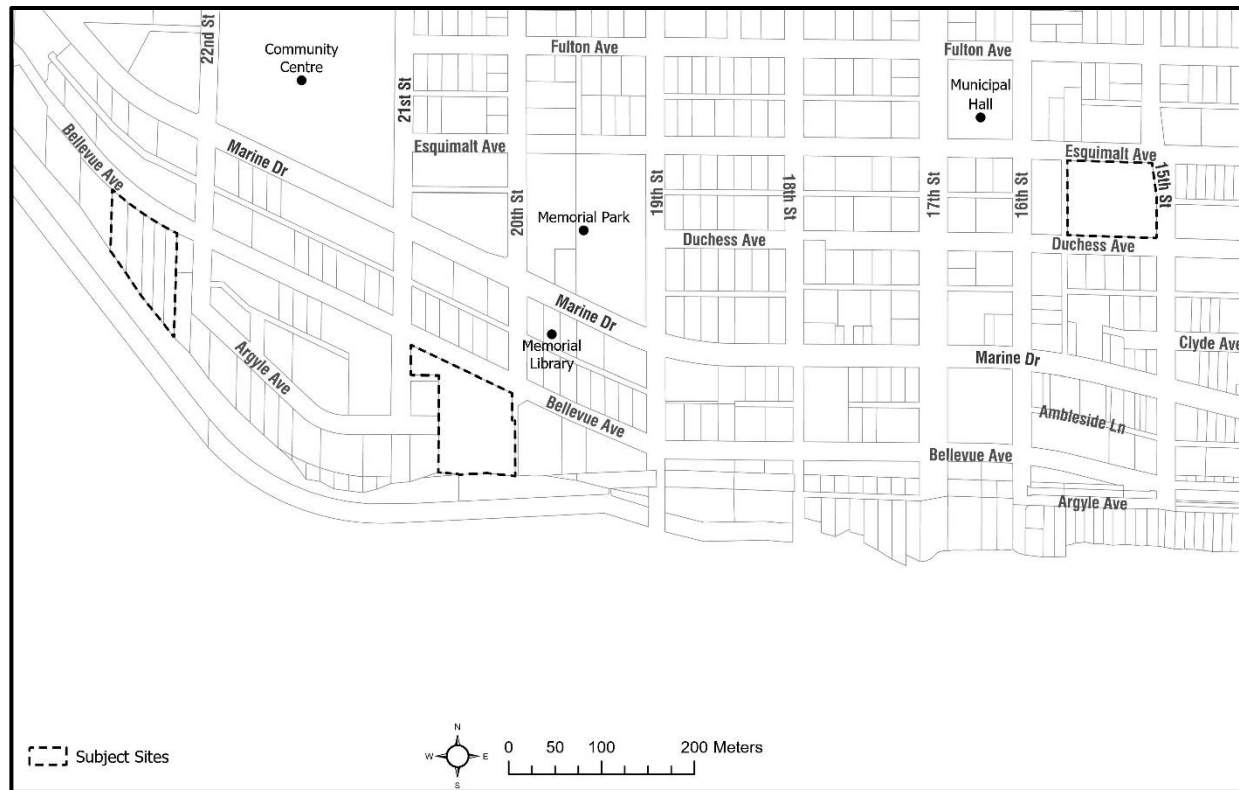 22nd St
Community
Centre
Fulton Ave
Fulton Ave
Municipal
Hall
21st St
Bellevue Ave
Marine Dr
Esquimalt Ave
Esquimalt Ave
20th St
19th St
18th St
17th St
16th St
15th St
Memorial Park
Duchess Ave
Duchess Ave
Marine Dr
Memorial
Library
Argyle Ave
Marine Dr
Clyde Ave
Bellevue Ave
Ambleside Ln
Bellevue Ave
Argyle Ave
Subject Sites
N
W
E
S
0 50 100 200 Meters